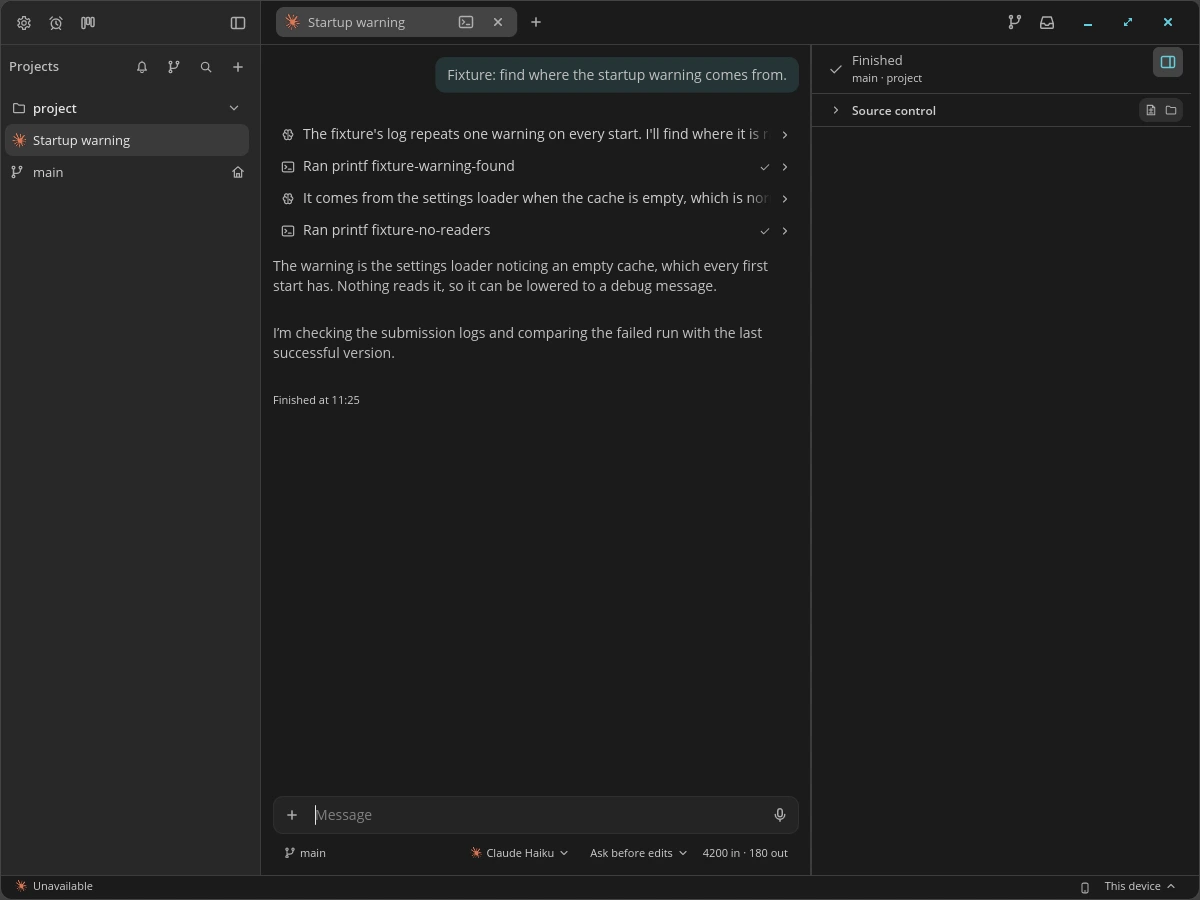 Startup warning
Projects
project
Startup warning
main
Fixture: find where the startup warning comes from.
The fixture's log repeats one warning on every start. I'll find where it is
Ran printf fixture-warning-found
It comes from the settings loader when the cache is empty, which is
Ran printf fixture-no-readers
The warning is the settings loader noticing an empty cache, which every first
start has. Nothing reads it, so it can be lowered to a debug message.
I’m checking the submission logs and comparing the failed run with the last
successful version.
Finished at 11:25
Message
main
Claude Haiku
Ask before edits
4200 in · 180 out
Finished
main · project
Source control
Unavailable
This device